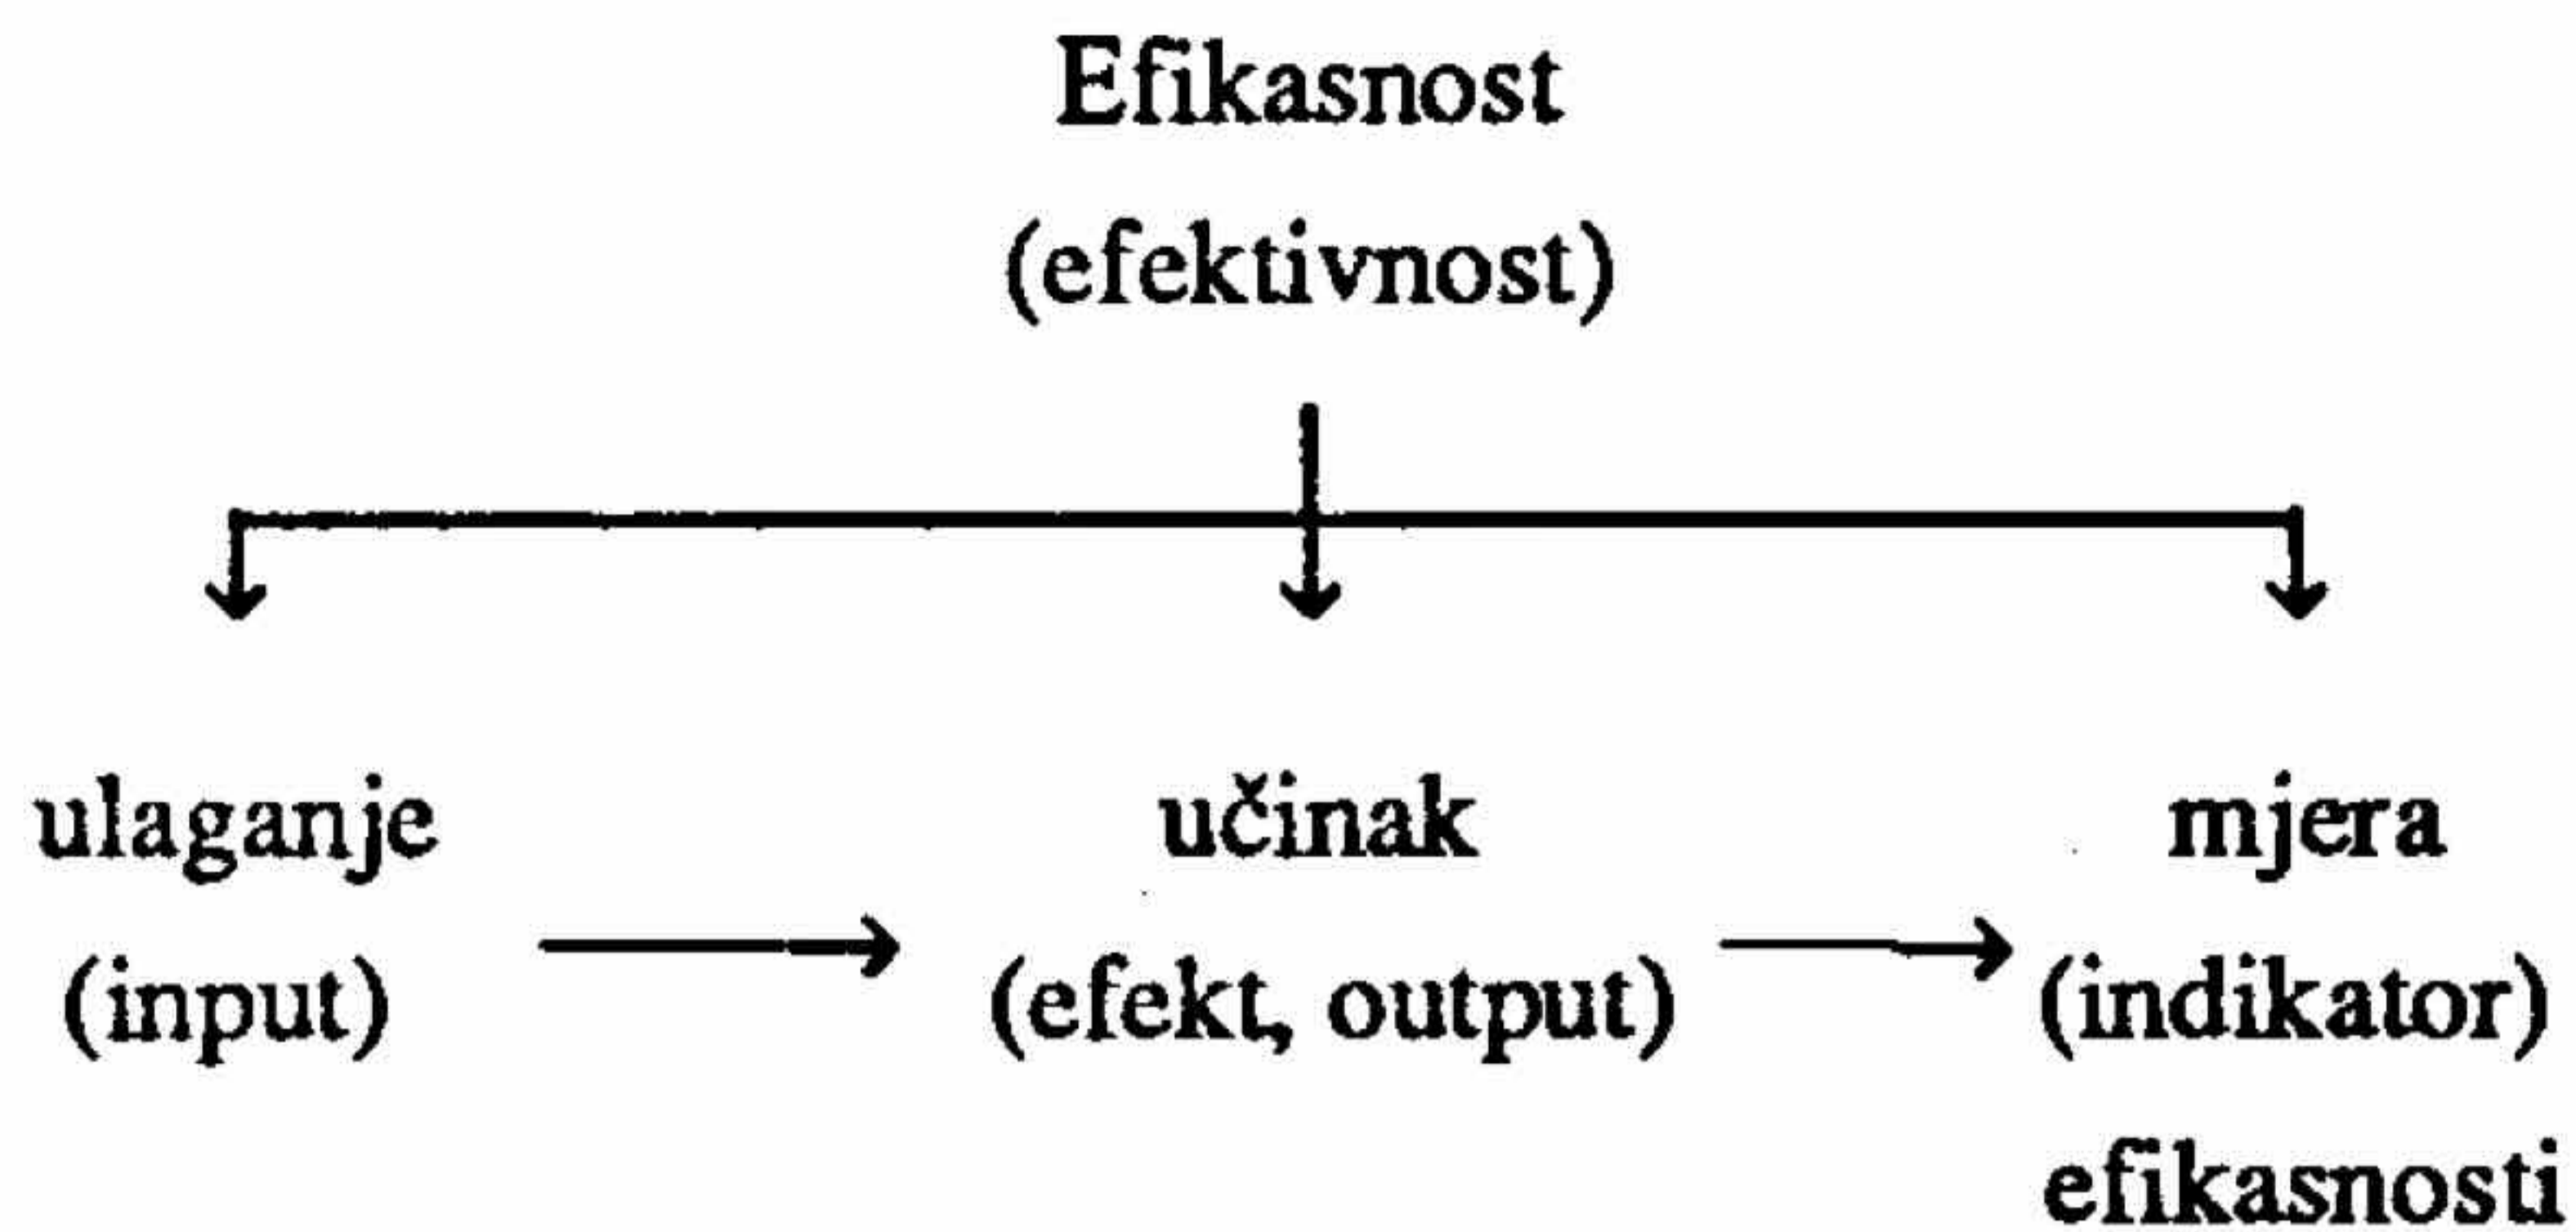 Efikasnost
(efektivnost)
ulaganje
(input)
učinak
(efekt, output)
mjera
(indikator)
efikasnosti